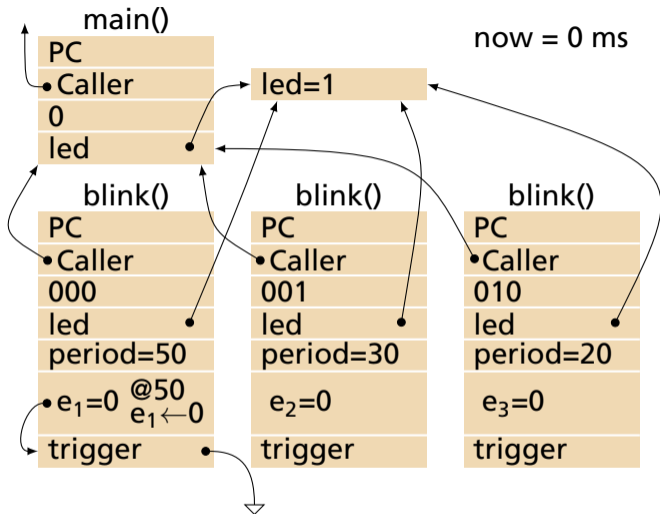 main()
now = 0 ms
PC
Caller
led=1
0
led
blink()
PC
Caller
000
led
period=50
e₁=0 @50
e₁←0
trigger
blink()
PC
Caller
001
led
period=30
e₂=0
trigger
blink()
PC
Caller
010
led
period=20
e₃=0
trigger